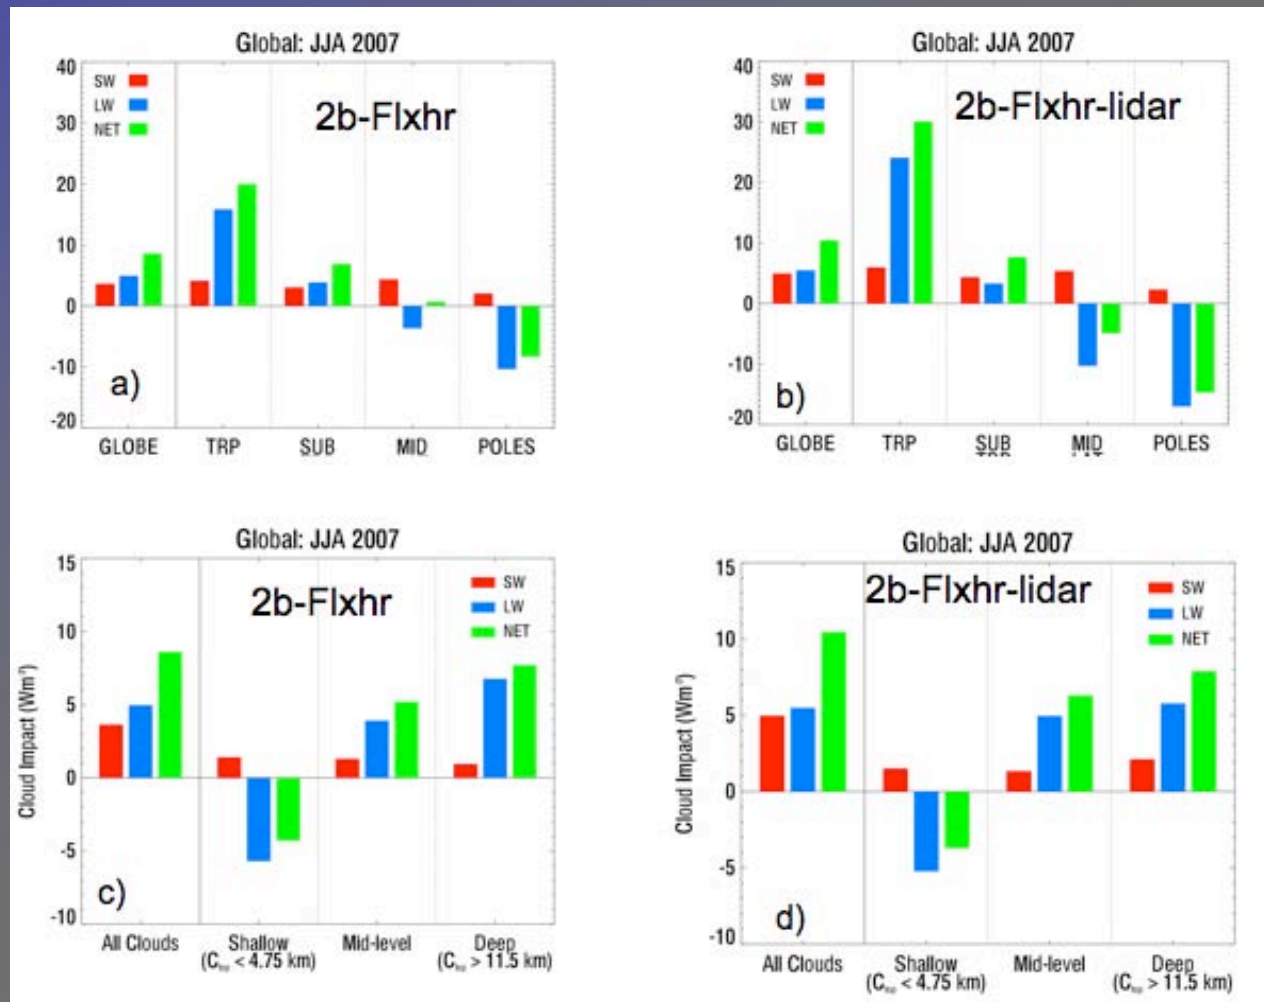 Global: JJA 2007
40
30
20
10
0
-10
-20
SW
LW
NET
2b-Flxhr
a)
GLOBE TRP SUB MID POLES
Global: JJA 2007
40
30
20
10
0
-10
-20
SW
LW
NET
2b-Flxhr-lidar
b)
GLOBE TRP SUB MID POLES
Global: JJA 2007
Cloud Impact (Wm⁻²)
15
10
5
0
-5
-10
2b-Flxhr
SW
LW
NET
c)
All Clouds Shallow Mid-level Deep
( < 4.75 km) ( > 11.5 km)
Global: JJA 2007
Cloud Impact (Wm⁻²)
15
10
5
0
-5
-10
2b-Flxhr-lidar
SW
LW
NET
d)
All Clouds Shallow Mid-level Deep
( < 4.75 km) ( > 11.5 km)